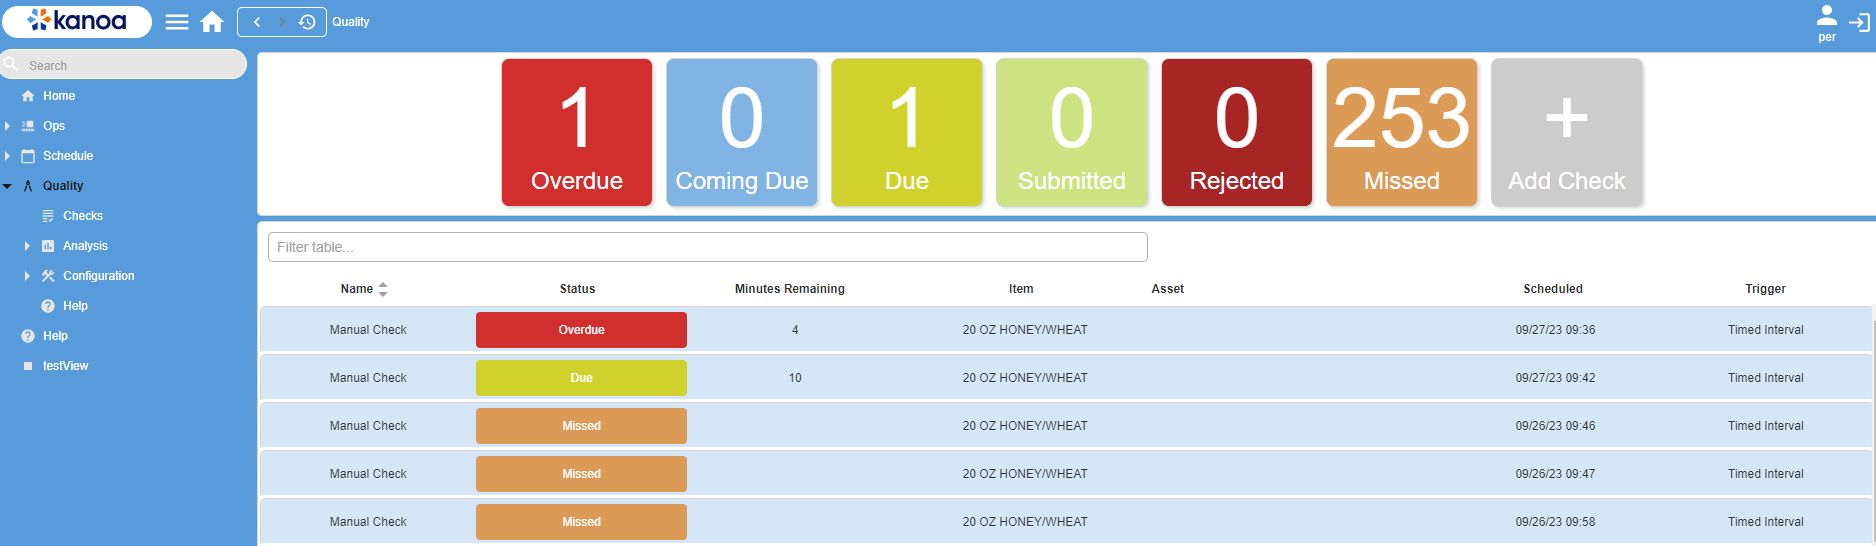 kanoa
Quality
per
Search
Home
Ops
Schedule
Quality
Checks
Analysis
Configuration
Help
Help
testView
1
Overdue
0
Coming Due
1
Due
0
Submitted
0
Rejected
253
Missed
+
Add Check
Filter table...
Name Status Minutes Remaining Item Asset Scheduled Trigger
Manual Check Overdue 4 20 OZ HONEY/WHEAT 09/27/23 09:36 Timed Interval
Manual Check Due 10 20 OZ HONEY/WHEAT 09/27/23 09:42 Timed Interval
Manual Check Missed 20 OZ HONEY/WHEAT 09/26/23 09:46 Timed Interval
Manual Check Missed 20 OZ HONEY/WHEAT 09/26/23 09:47 Timed Interval
Manual Check Missed 20 OZ HONEY/WHEAT 09/26/23 09:58 Timed Interval